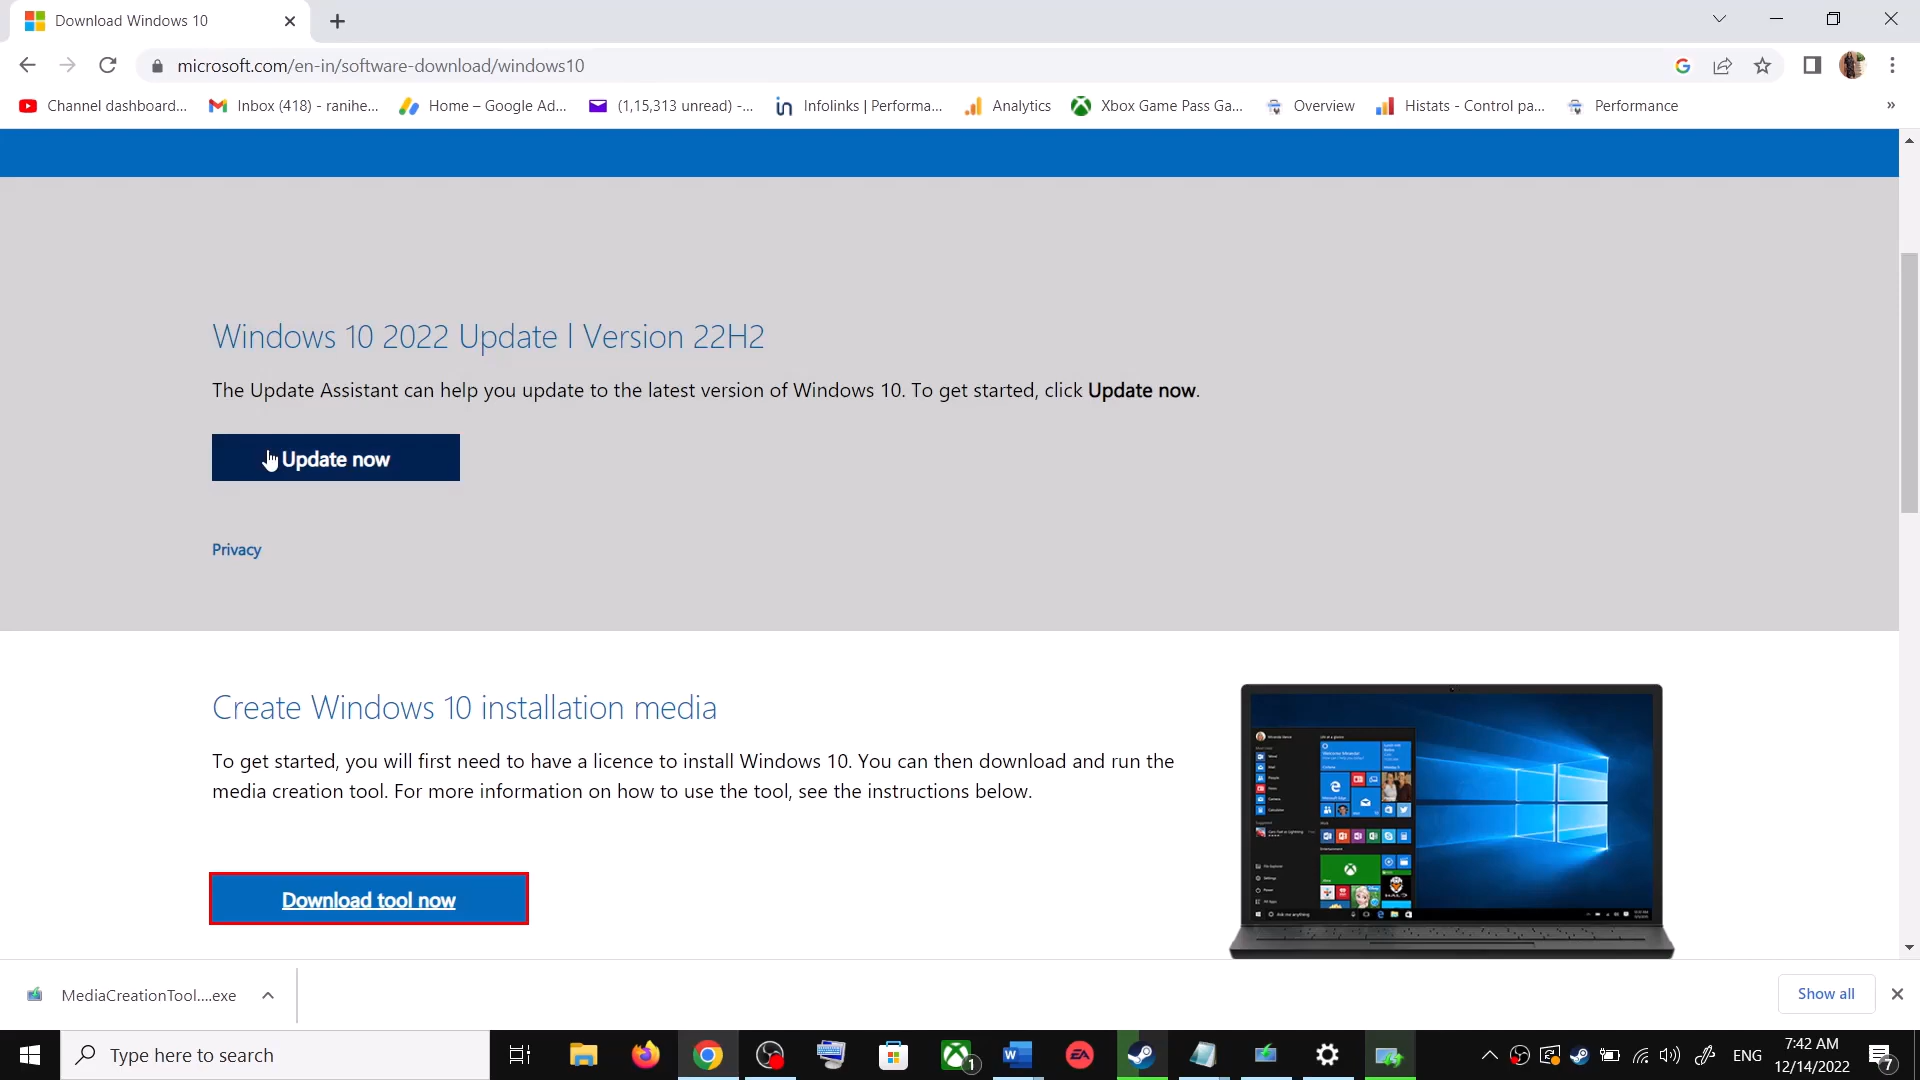 Download Windows 10
microsoft.com/en-in/software-download/windows10
Channel dashboard... Inbox (418) - ranihe... Home – Google Ad... (1,15,313 unread) -... Infolinks | Performa... Analytics Xbox Game Pass Ga... Overview Histats - Control pa... Performance »
Windows 10 2022 Update l Version 22H2
The Update Assistant can help you update to the latest version of Windows 10. To get started, click Update now.
Update now
Privacy
Create Windows 10 installation media
To get started, you will first need to have a licence to install Windows 10. You can then download and run the
media creation tool. For more information on how to use the tool, see the instructions below.
Download tool now
MediaCreationTool....exe
Show all
Type here to search
1
ENG
7:42 AM
12/14/2022
7